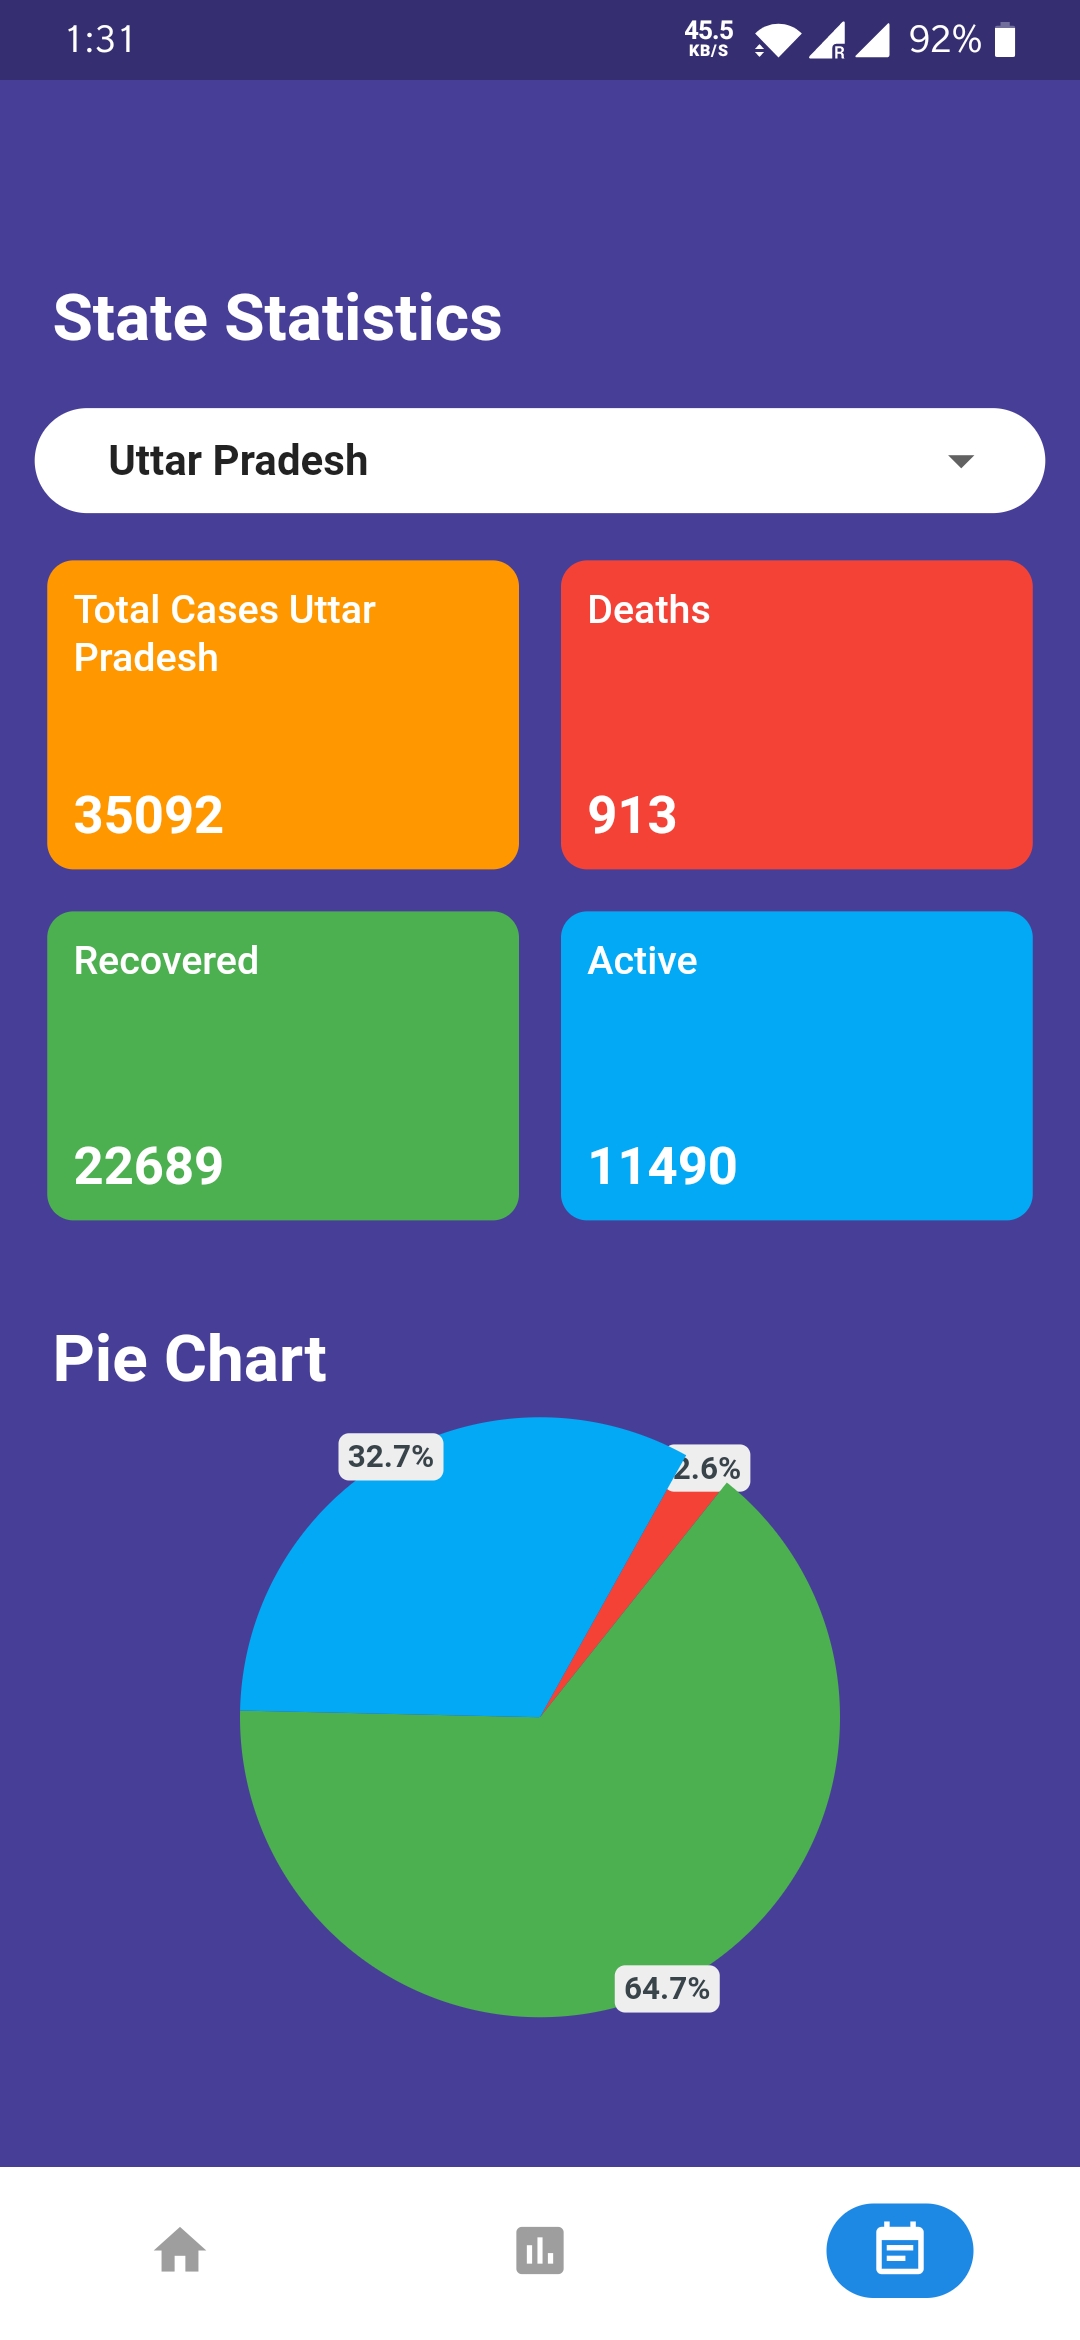 1:31
45.5
KB/S
R
92%
State Statistics
Uttar Pradesh
Total Cases Uttar
Pradesh
Deaths
35092
913
Recovered
Active
22689
11490
Pie Chart
32.7%
2.6%
64.7%